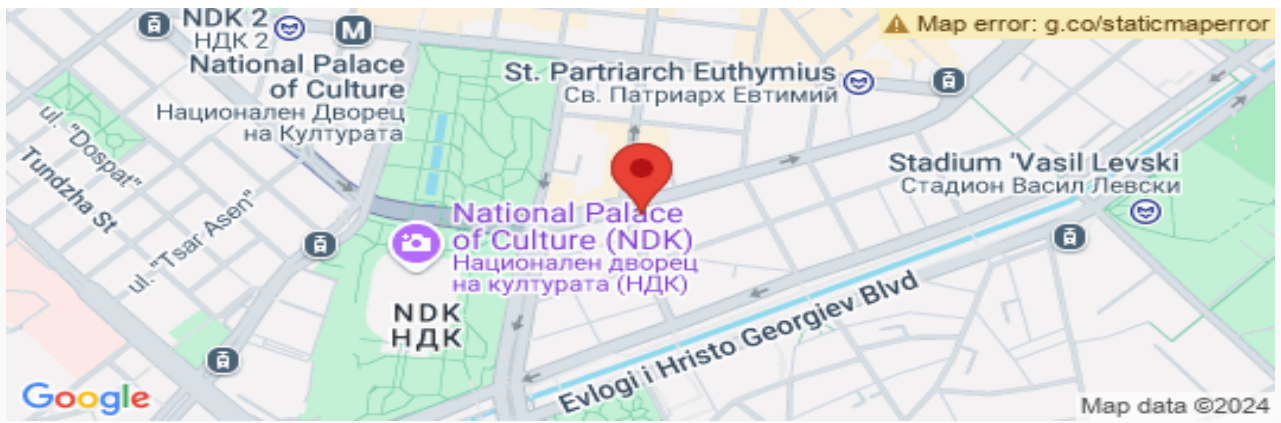 NDK 2
НДК 2
M
Map error: g.co/staticmaperror
National Palace
of Culture
Национален Дворец
на Културата
St. Partriarch Euthymius
Св. Патриарх Евтимий
ul. "Dospat"
Tundzha St
ul. "Tsar Asen"
Stadium 'Vasil Levski
Стадион Васил Левски
National Palace
of Culture (NDK)
Национален дворец
на културата (НДК)
NDK
НДК
Evlogi i Hristo Georgiev Blvd
Google
Map data ©2024